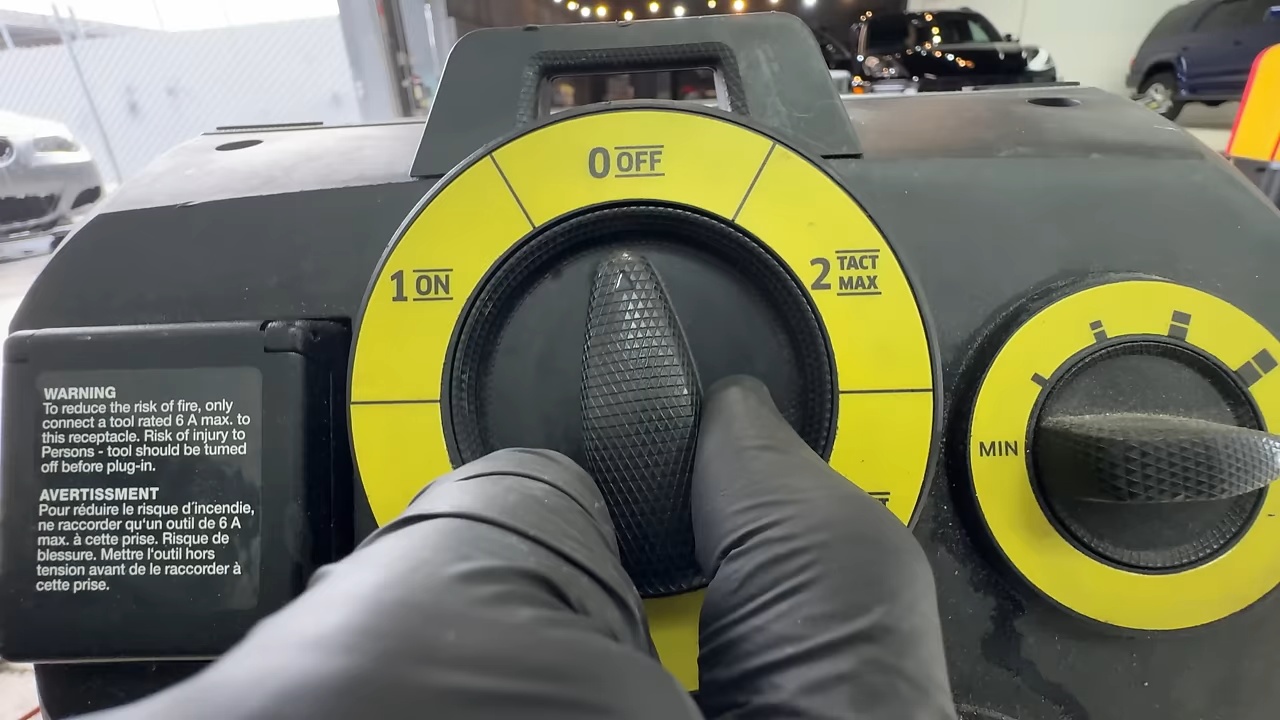 0 OFF
1 ON
2 TACT
MAX
MIN
WARNING
To reduce the risk of fire, only
connect a tool rated 6 A max. to
this receptacle. Risk of injury to
Persons - tool should be turned
off before plug-in.
AVERTISSMENT
Pour réduire le risque d´incendie,
ne raccorder qu'un outil de 6 A
max. à cette prise. Risque de
blessure. Mettre l'outil hors
tension avant de le raccorder à
cette prise.